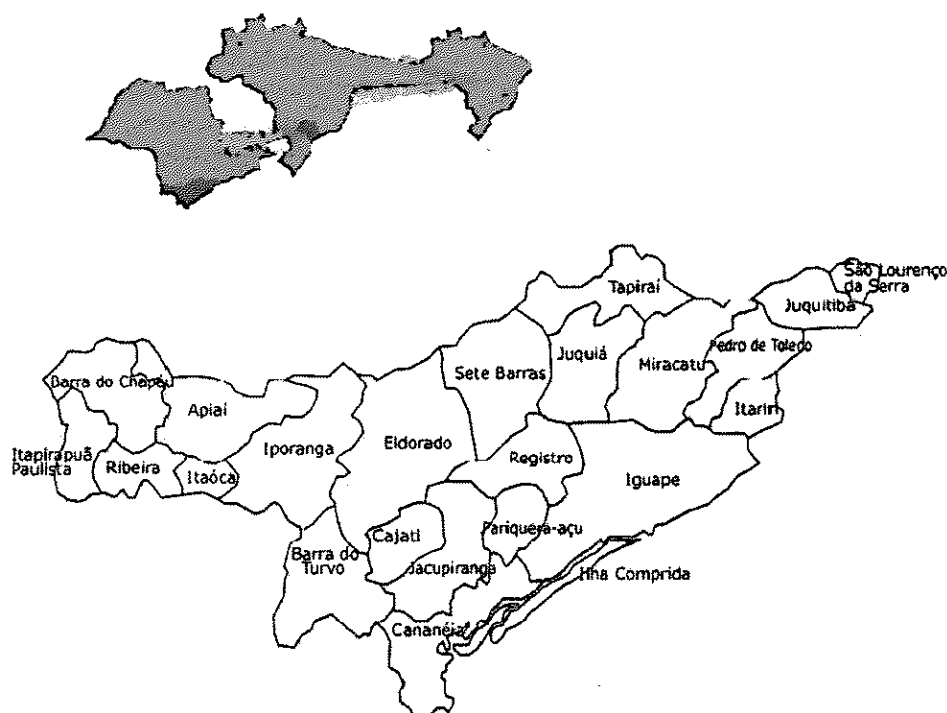 São Lourenço
da Serra
Tapiraí
Juquitiba
Pedro de Toledo
Juquiá
Miracatu
Sete Barras
Barra do Chapéu
Apiaí
Itariri
Eldorado
Iporanga
Itapirapuã
Paulista
Ribeira
Itaóca
Registro
Iguape
Cajati
Pariquera-açu
Barra do
Turvo
Jacupiranga
Ilha Comprida
Cananéia